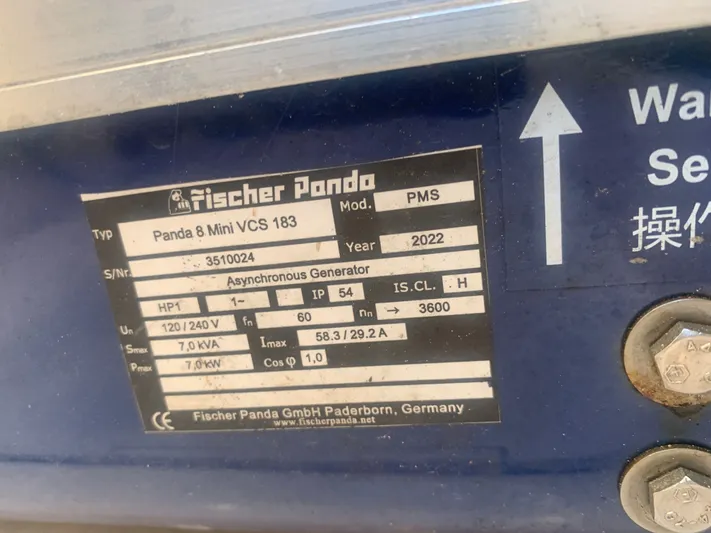 Fischer Panda
Typ Panda 8 Mini VCS 183 Mod. PMS
S/Nr. 3510024 Year 2022
Asynchronous Generator
HP1 1~ IP 54 IS.CL. H
Un 120 / 240 V fn 60 nn → 3600
Smax 7,0 kVA Imax 58.3 / 29.2 A
Pmax 7,0 kW Cos φ 1,0
CE Fischer Panda GmbH Paderborn, Germany
www.fischerpanda.net
Wa
Se
操作